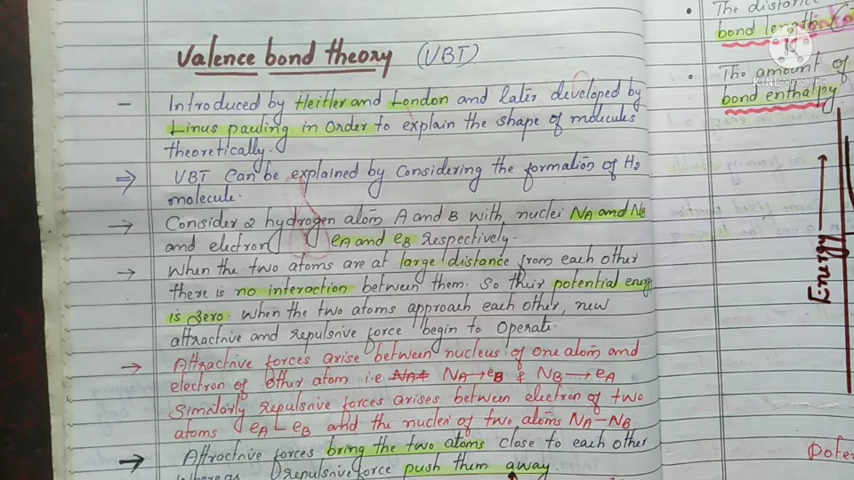 Valence bond theory (VBT)
- Introduced by Heitler and London and later developed by
Linus pauling in Order to explain the shape of molecules
theoretically.
⇒ VBT can be explained by Considering the formation of H2
molecule.
→ Consider 2 hydrogen atom A and B with nuclei NA and NB
and electron eA and eB respectively.
→ When the two atoms are at large distance from each other
there is no interaction between them. So their potential energy
is zero when the two atoms approach each other, new
attractive and repulsive force begin to operate.
→ Attractive forces arise between nucleus of one atom and
electron of other atom i.e NA+ NA→eB & NB→eA
Similarly repulsive forces arises between electron of two
atoms eA-eB and the nuclei of two atoms NA-NB
→ Attractive forces bring the two atoms close to each other
Whereas repulsive force push them away.
• The distance
bond length
• The amount of
bond enthalpy
Energy →